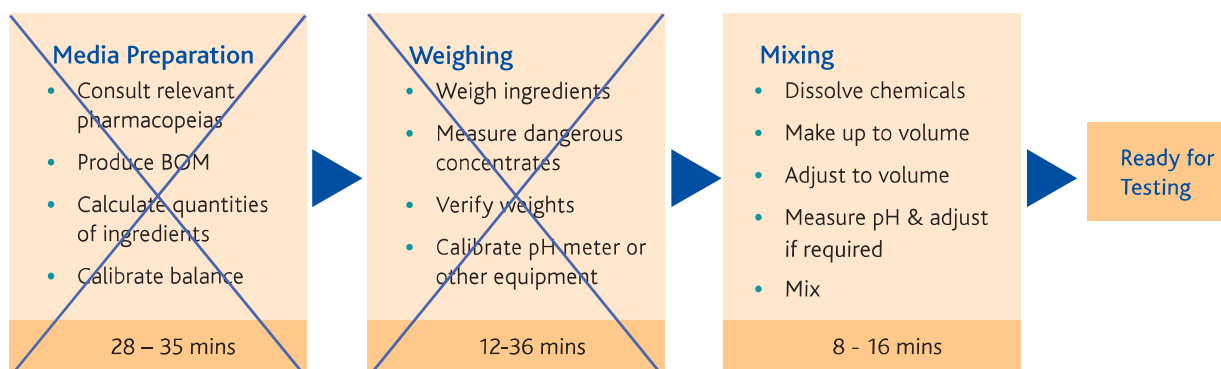 Media Preparation
• Consult relevant
pharmacopeias
• Produce BOM
• Calculate quantities
of ingredients
• Calibrate balance
28 – 35 mins
Weighing
• Weigh ingredients
• Measure dangerous
concentrates
• Verify weights
• Calibrate pH meter or
other equipment
12-36 mins
Mixing
• Dissolve chemicals
• Make up to volume
• Adjust to volume
• Measure pH & adjust
if required
• Mix
8 - 16 mins
Ready for
Testing